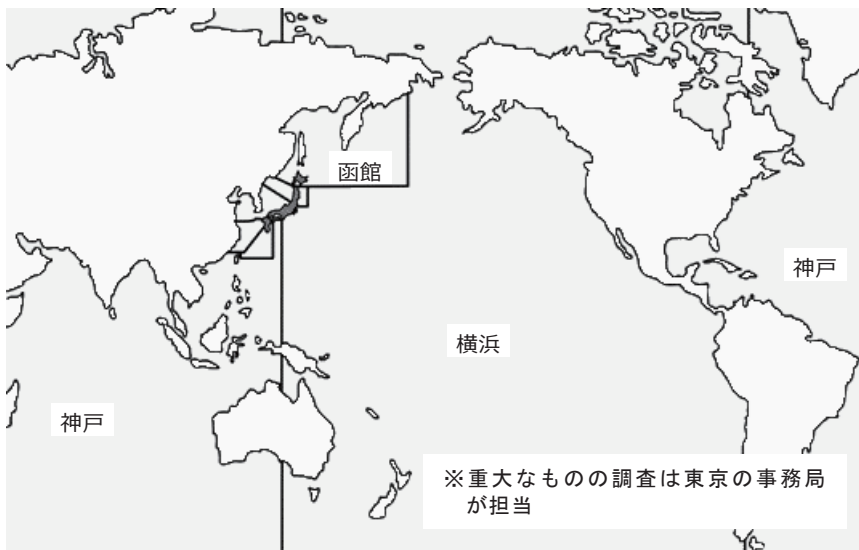 函館
神戸
横浜
神戸
※重大なものの調査は東京の事務局
が担当